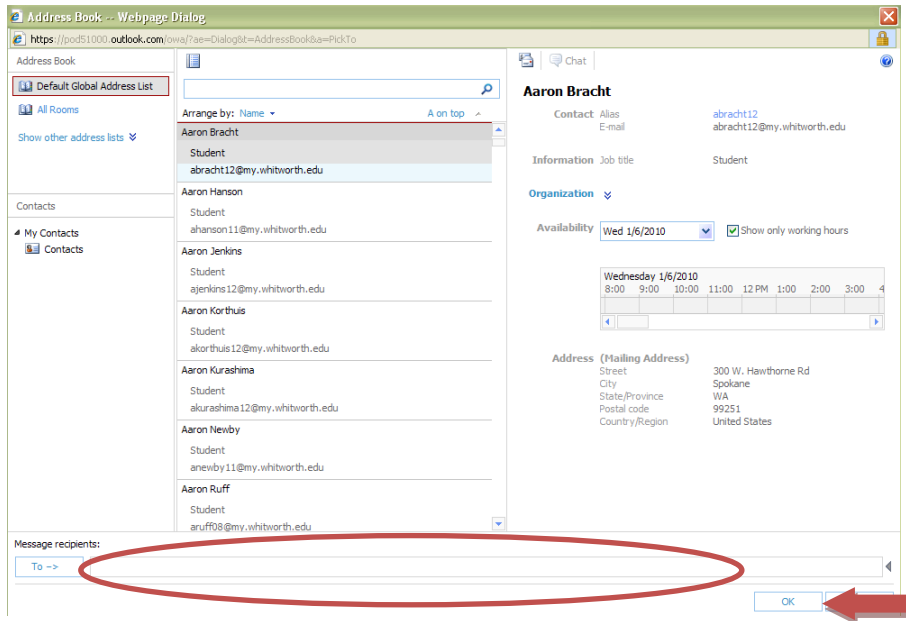 Address Book -- Webpage Dialog
https://pod51000.outlook.com/owa/?ae=Dialog&t=AddressBook&a=PickTo
Address Book
Default Global Address List
All Rooms
Show other address lists
Contacts
My Contacts
Contacts
Arrange by: Name A on top
Aaron Bracht
Student
abracht12@my.whitworth.edu
Aaron Hanson
Student
ahanson11@my.whitworth.edu
Aaron Jenkins
Student
ajenkins12@my.whitworth.edu
Aaron Korthuis
Student
akorthuis12@my.whitworth.edu
Aaron Kurashima
Student
akurashima12@my.whitworth.edu
Aaron Newby
Student
anewby11@my.whitworth.edu
Aaron Ruff
Student
aruff08@my.whitworth.edu
Chat
Aaron Bracht
Contact Alias abracht12
E-mail abracht12@my.whitworth.edu
Information Job title Student
Organization
Availability Wed 1/6/2010 Show only working hours
Wednesday 1/6/2010
8:00 9:00 10:00 11:00 12 PM 1:00 2:00 3:00 4
Address (Mailing Address)
Street 300 W. Hawthorne Rd
City Spokane
State/Province WA
Postal code 99251
Country/Region United States
Message recipients:
To ->
OK